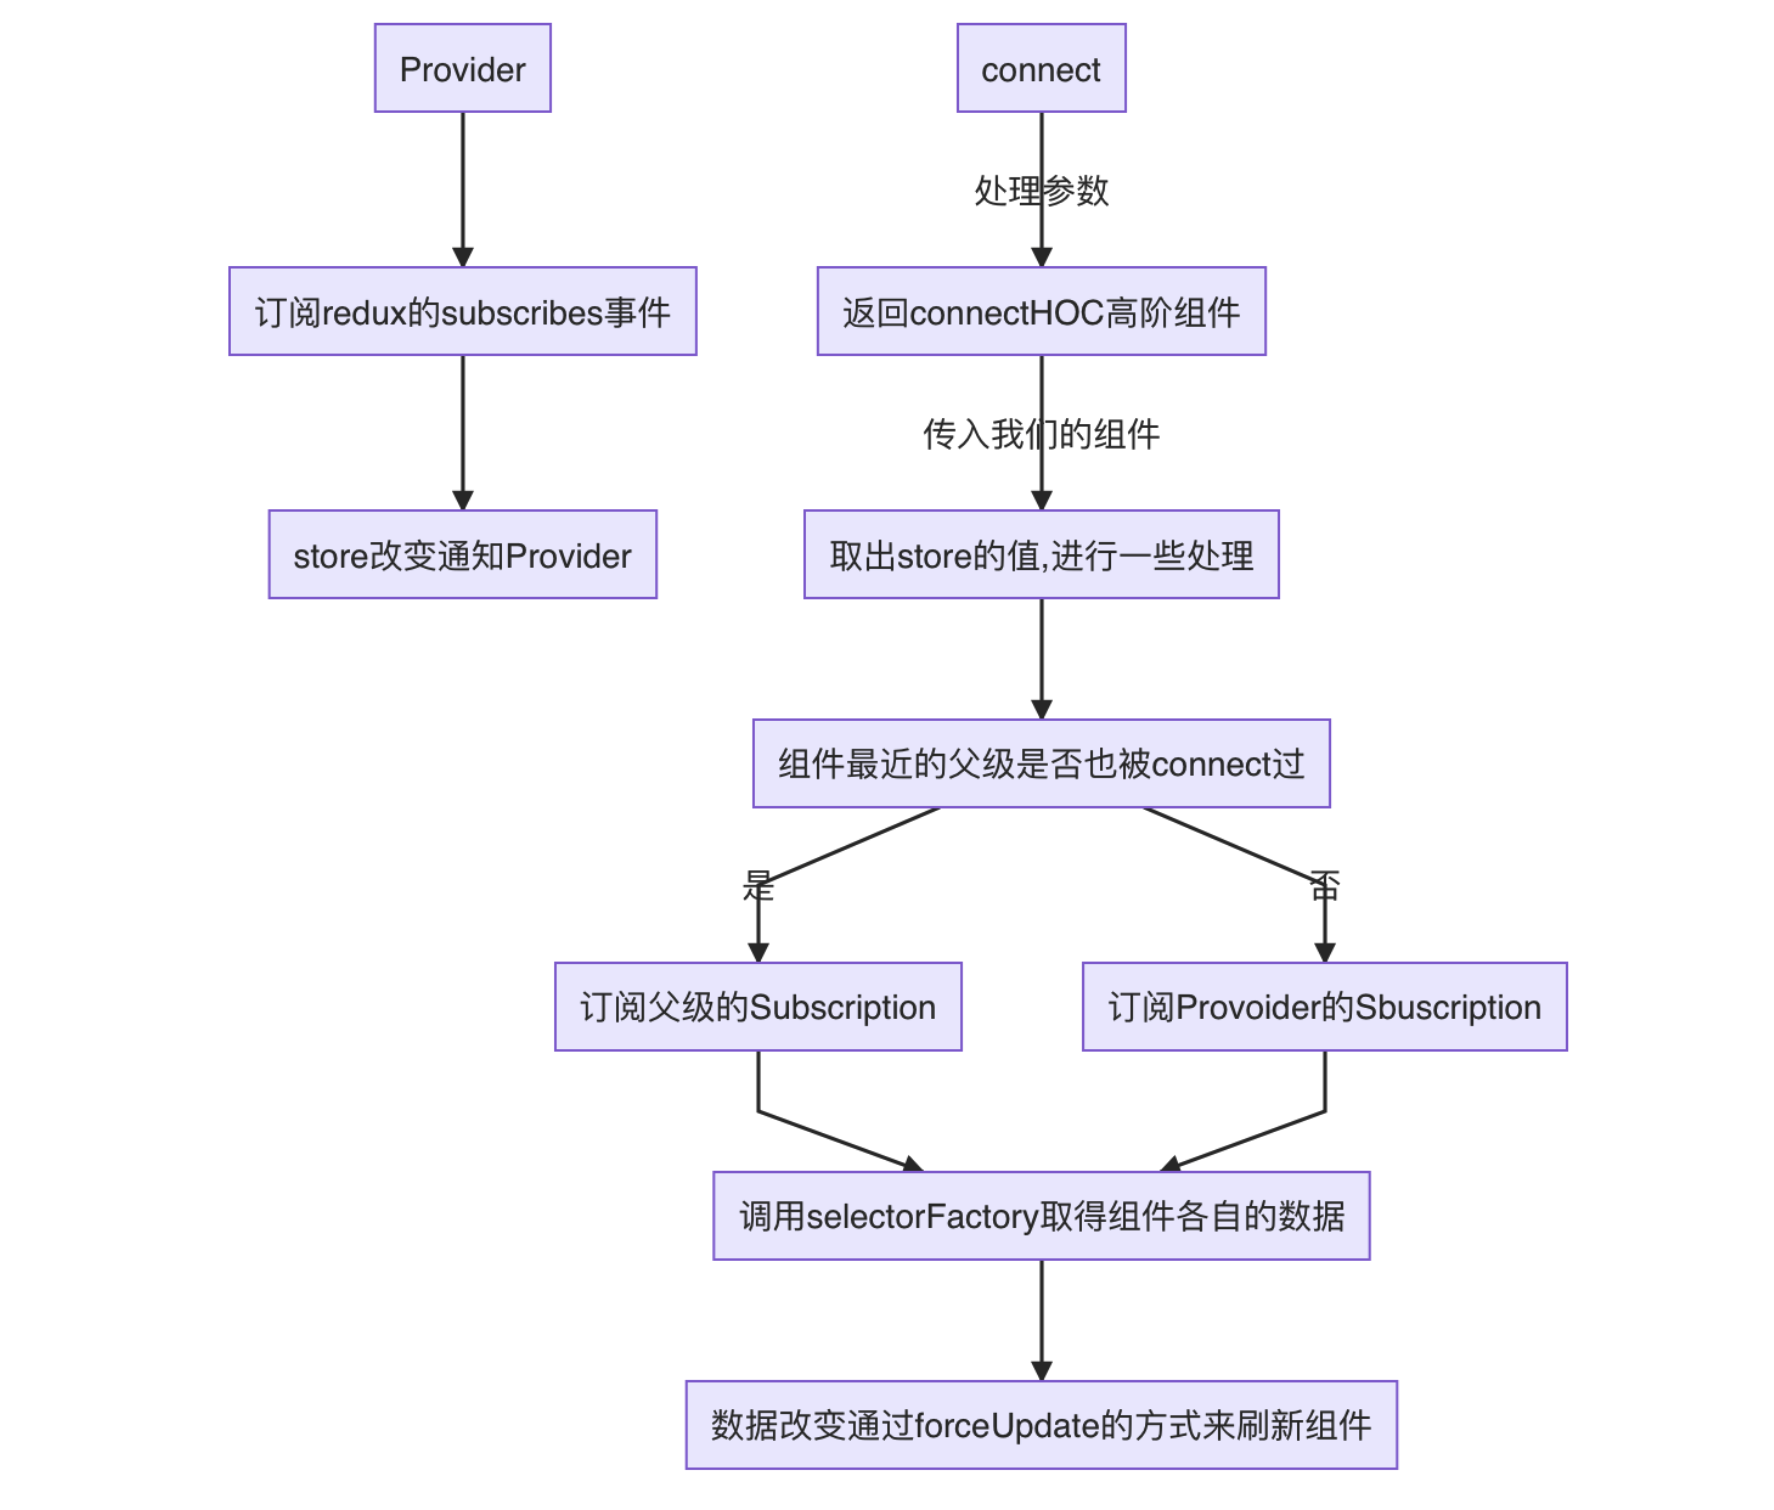 Provider
connect
处理参数
订阅redux的subscribes事件
返回connectHOC高阶组件
传入我们的组件
store改变通知Provider
取出store的值,进行一些处理
组件最近的父级是否也被connect过
是
否
订阅父级的Subscription
订阅Provoider的Sbuscription
调用selectorFactory取得组件各自的数据
数据改变通过forceUpdate的方式来刷新组件